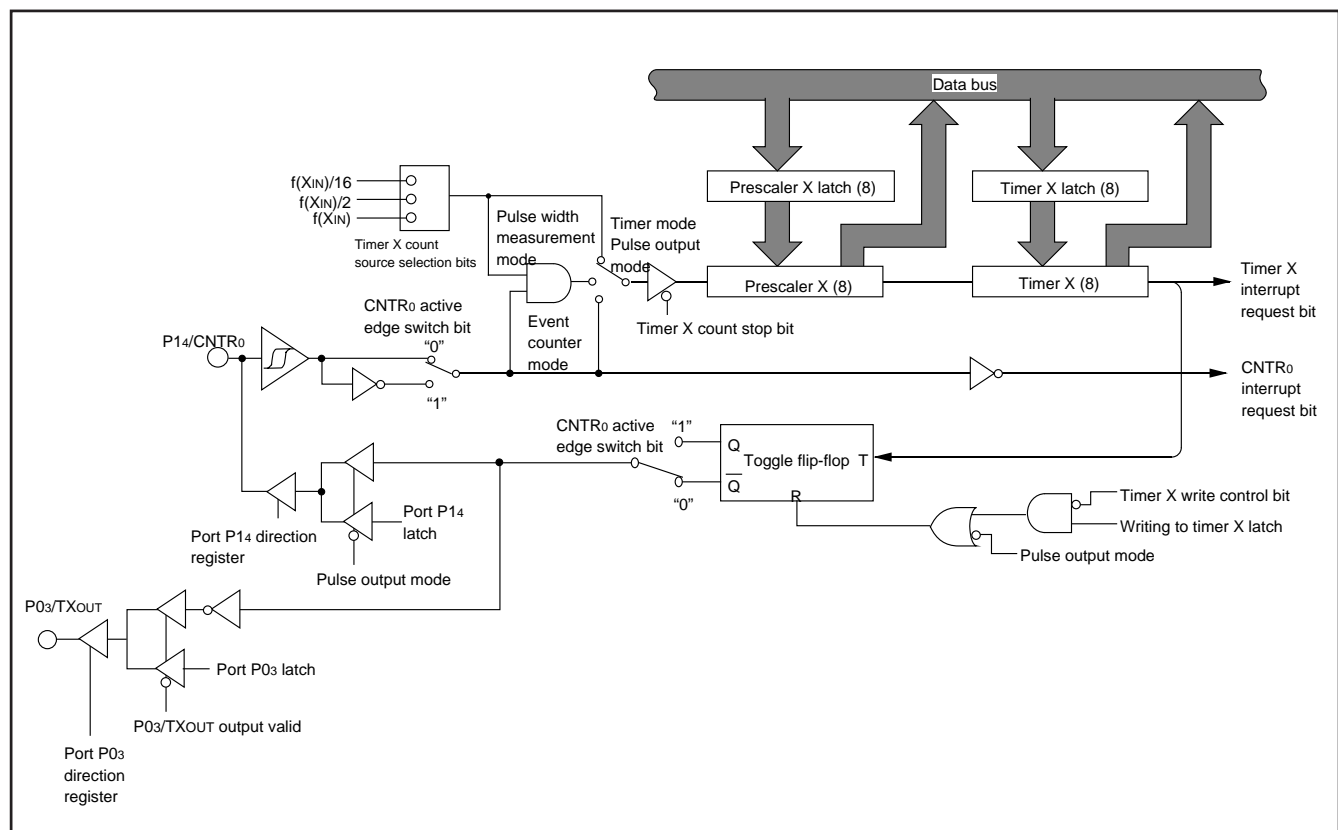 Data bus
Prescaler X latch (8)
Timer X latch (8)
f(XIN)/16
f(XIN)/2
f(XIN)
Timer X count
source selection bits
Pulse width
measurement
mode
Timer mode
Pulse output
mode
Prescaler X (8)
Timer X (8)
Timer X
interrupt
request bit
Timer X count stop bit
CNTR0 active
edge switch bit
Event
counter
mode
P14/CNTR0
“0”
“1”
CNTR0
interrupt
request bit
CNTR0 active
edge switch bit
“1”
“0”
Q
Toggle flip-flop T
Q
R
Timer X write control bit
Writing to timer X latch
Pulse output mode
Port P14
latch
Port P14 direction
register
Pulse output mode
P03/TXOUT
Port P03 latch
P03/TXOUT output valid
Port P03
direction
register